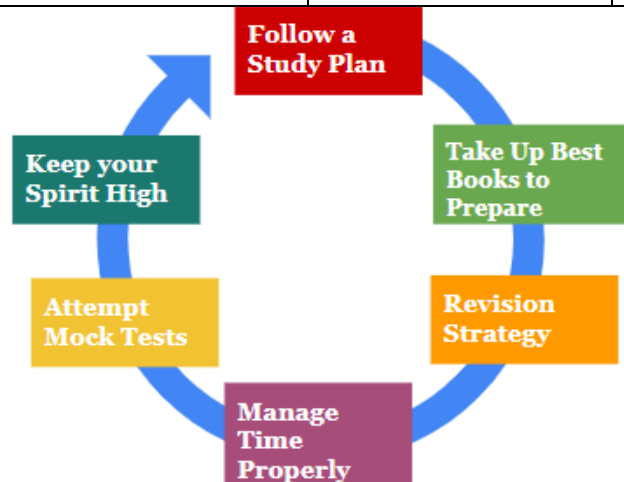 Follow a
Study Plan
Take Up Best
Books to
Prepare
Revision
Strategy
Manage
Time
Properly
Attempt
Mock Tests
Keep your
Spirit High